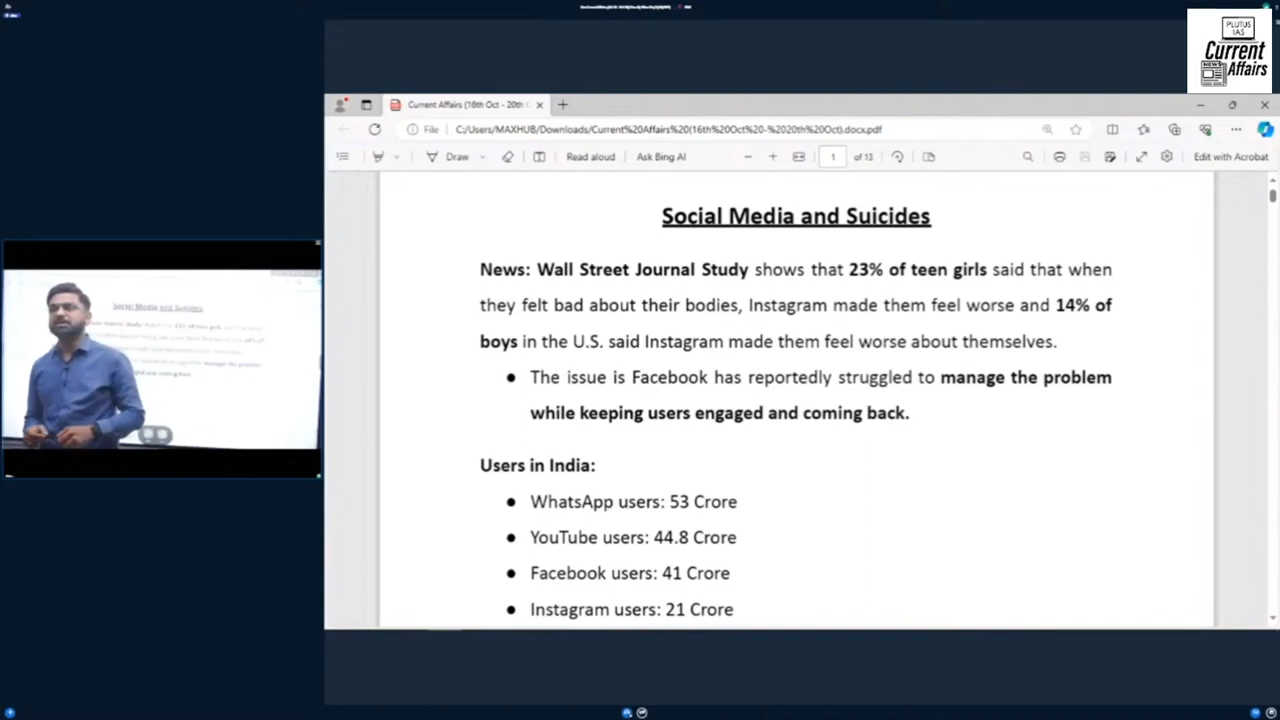 PLUTUS
IAS
Current
NEWS
Affairs
Current Affairs (16th Oct - 20th
File C:/Users/MAXHUB/Downloads/Current%20Affairs%20(16th%20Oct%20-%2020th%20Oct).docx.pdf
Draw Read aloud Ask Bing AI 1 of 13 Edit with Acrobat
Social Media and Suicides
News: Wall Street Journal Study shows that 23% of teen girls said that when
they felt bad about their bodies, Instagram made them feel worse and 14% of
boys in the U.S. said Instagram made them feel worse about themselves.
● The issue is Facebook has reportedly struggled to manage the problem
while keeping users engaged and coming back.
Users in India:
● WhatsApp users: 53 Crore
● YouTube users: 44.8 Crore
● Facebook users: 41 Crore
● Instagram users: 21 Crore
Social Media and Suicides